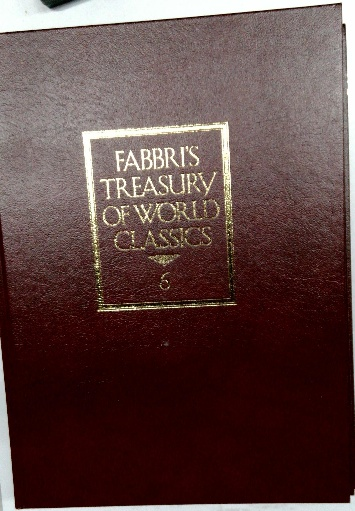 FABBRI'S
TREASURY
OF WORLD
CLASSICS
6